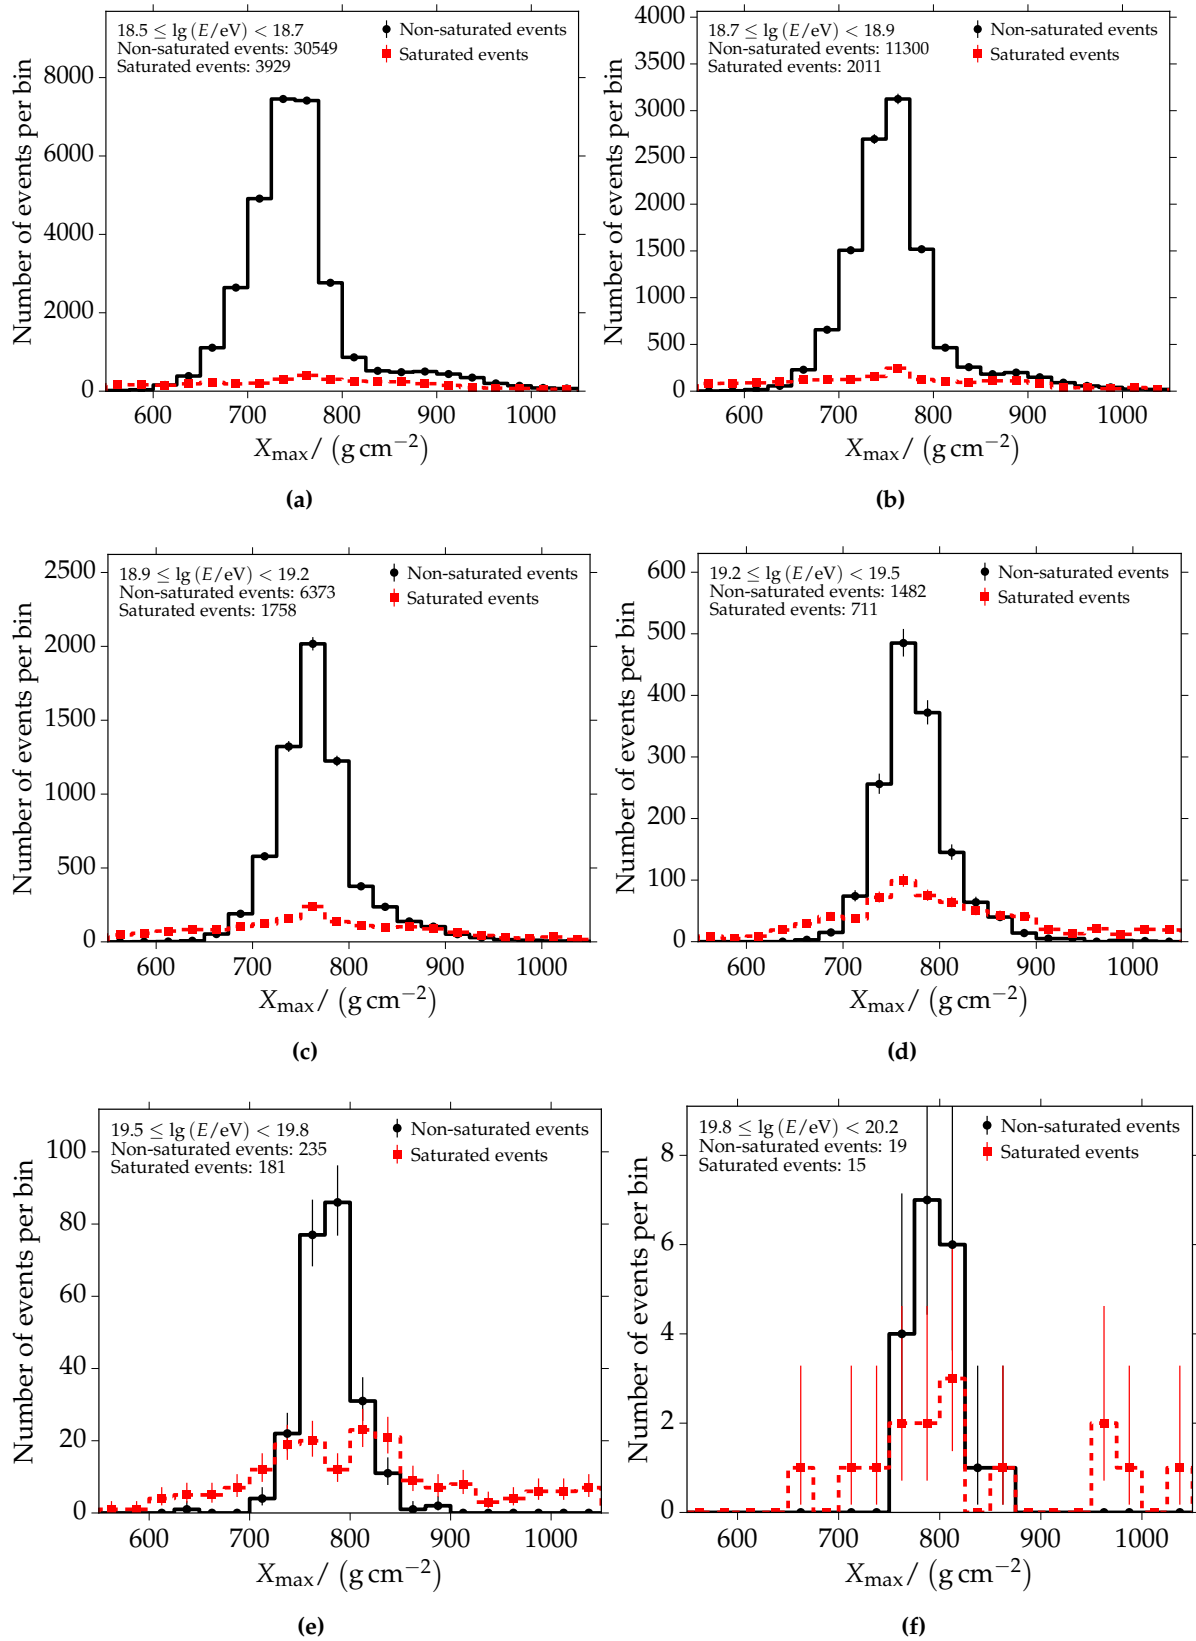 18.5 ≤ lg (E/eV) < 18.7
Non-saturated events: 30549
Saturated events: 3929
Non-saturated events
Saturated events
Number of events per bin
8000
6000
4000
2000
0
600 700 800 900 1000
X_max / (g cm⁻²)
(a)
18.7 ≤ lg (E/eV) < 18.9
Non-saturated events: 11300
Saturated events: 2011
Non-saturated events
Saturated events
Number of events per bin
4000
3500
3000
2500
2000
1500
1000
500
0
600 700 800 900 1000
X_max / (g cm⁻²)
(b)
18.9 ≤ lg (E/eV) < 19.2
Non-saturated events: 6373
Saturated events: 1758
Non-saturated events
Saturated events
Number of events per bin
2500
2000
1500
1000
500
0
600 700 800 900 1000
X_max / (g cm⁻²)
(c)
19.2 ≤ lg (E/eV) < 19.5
Non-saturated events: 1482
Saturated events: 711
Non-saturated events
Saturated events
Number of events per bin
600
500
400
300
200
100
0
600 700 800 900 1000
X_max / (g cm⁻²)
(d)
19.5 ≤ lg (E/eV) < 19.8
Non-saturated events: 235
Saturated events: 181
Non-saturated events
Saturated events
Number of events per bin
100
80
60
40
20
0
600 700 800 900 1000
X_max / (g cm⁻²)
(e)
19.8 ≤ lg (E/eV) < 20.2
Non-saturated events: 19
Saturated events: 15
Non-saturated events
Saturated events
Number of events per bin
8
6
4
2
0
600 700 800 900 1000
X_max / (g cm⁻²)
(f)